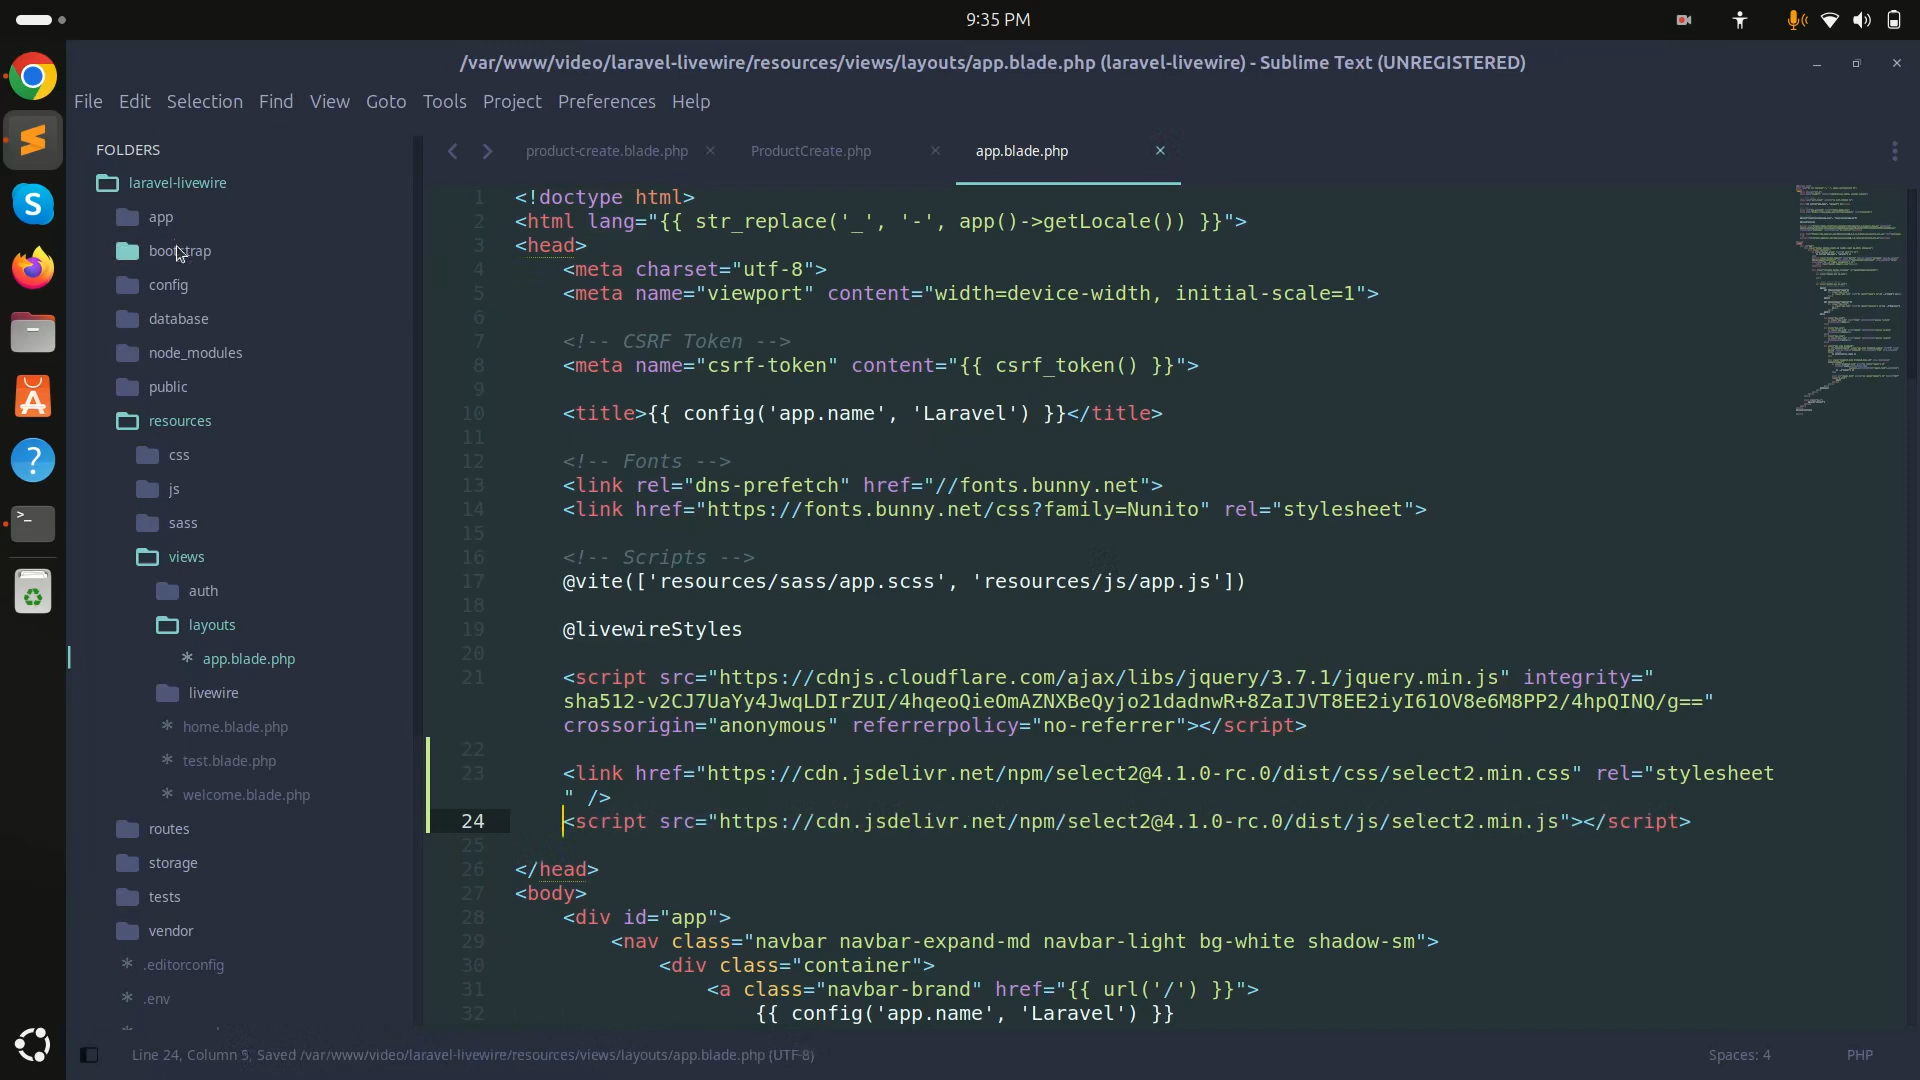 9:35 PM
/var/www/video/laravel-livewire/resources/views/layouts/app.blade.php (laravel-livewire) - Sublime Text (UNREGISTERED)
File Edit Selection Find View Goto Tools Project Preferences Help
FOLDERS
laravel-livewire
app
bootstrap
config
database
node_modules
public
resources
css
js
sass
views
auth
layouts
app.blade.php
livewire
home.blade.php
test.blade.php
welcome.blade.php
routes
storage
tests
vendor
.editorconfig
.env
product-create.blade.php ProductCreate.php app.blade.php
1 <!doctype html>
2 <html lang="{{ str_replace('_', '-', app()->getLocale()) }}">
3 <head>
4 <meta charset="utf-8">
5 <meta name="viewport" content="width=device-width, initial-scale=1">
6
7 <!-- CSRF Token -->
8 <meta name="csrf-token" content="{{ csrf_token() }}">
9
10 <title>{{ config('app.name', 'Laravel') }}</title>
11
12 <!-- Fonts -->
13 <link rel="dns-prefetch" href="//fonts.bunny.net">
14 <link href="https://fonts.bunny.net/css?family=Nunito" rel="stylesheet">
15
16 <!-- Scripts -->
17 @vite(['resources/sass/app.scss', 'resources/js/app.js'])
18
19 @livewireStyles
20
21 <script src="https://cdnjs.cloudflare.com/ajax/libs/jquery/3.7.1/jquery.min.js" integrity="
sha512-v2CJ7UaYy4JwqLDIrZUI/4hqeoQieOmAZNXBeQyjo21dadnwR+8ZaIJVT8EE2iyI61OV8e6M8PP2/4hpQINQ/g=="
crossorigin="anonymous" referrerpolicy="no-referrer"></script>
22
23 <link href="https://cdn.jsdelivr.net/npm/select2@4.1.0-rc.0/dist/css/select2.min.css" rel="stylesheet
" />
24 <script src="https://cdn.jsdelivr.net/npm/select2@4.1.0-rc.0/dist/js/select2.min.js"></script>
25
26 </head>
27 <body>
28 <div id="app">
29 <nav class="navbar navbar-expand-md navbar-light bg-white shadow-sm">
30 <div class="container">
31 <a class="navbar-brand" href="{{ url('/') }}">
32 {{ config('app.name', 'Laravel') }}
Line 24, Column 5, Saved /var/www/video/laravel-livewire/resources/views/layouts/app.blade.php (UTF-8)
Spaces: 4 PHP